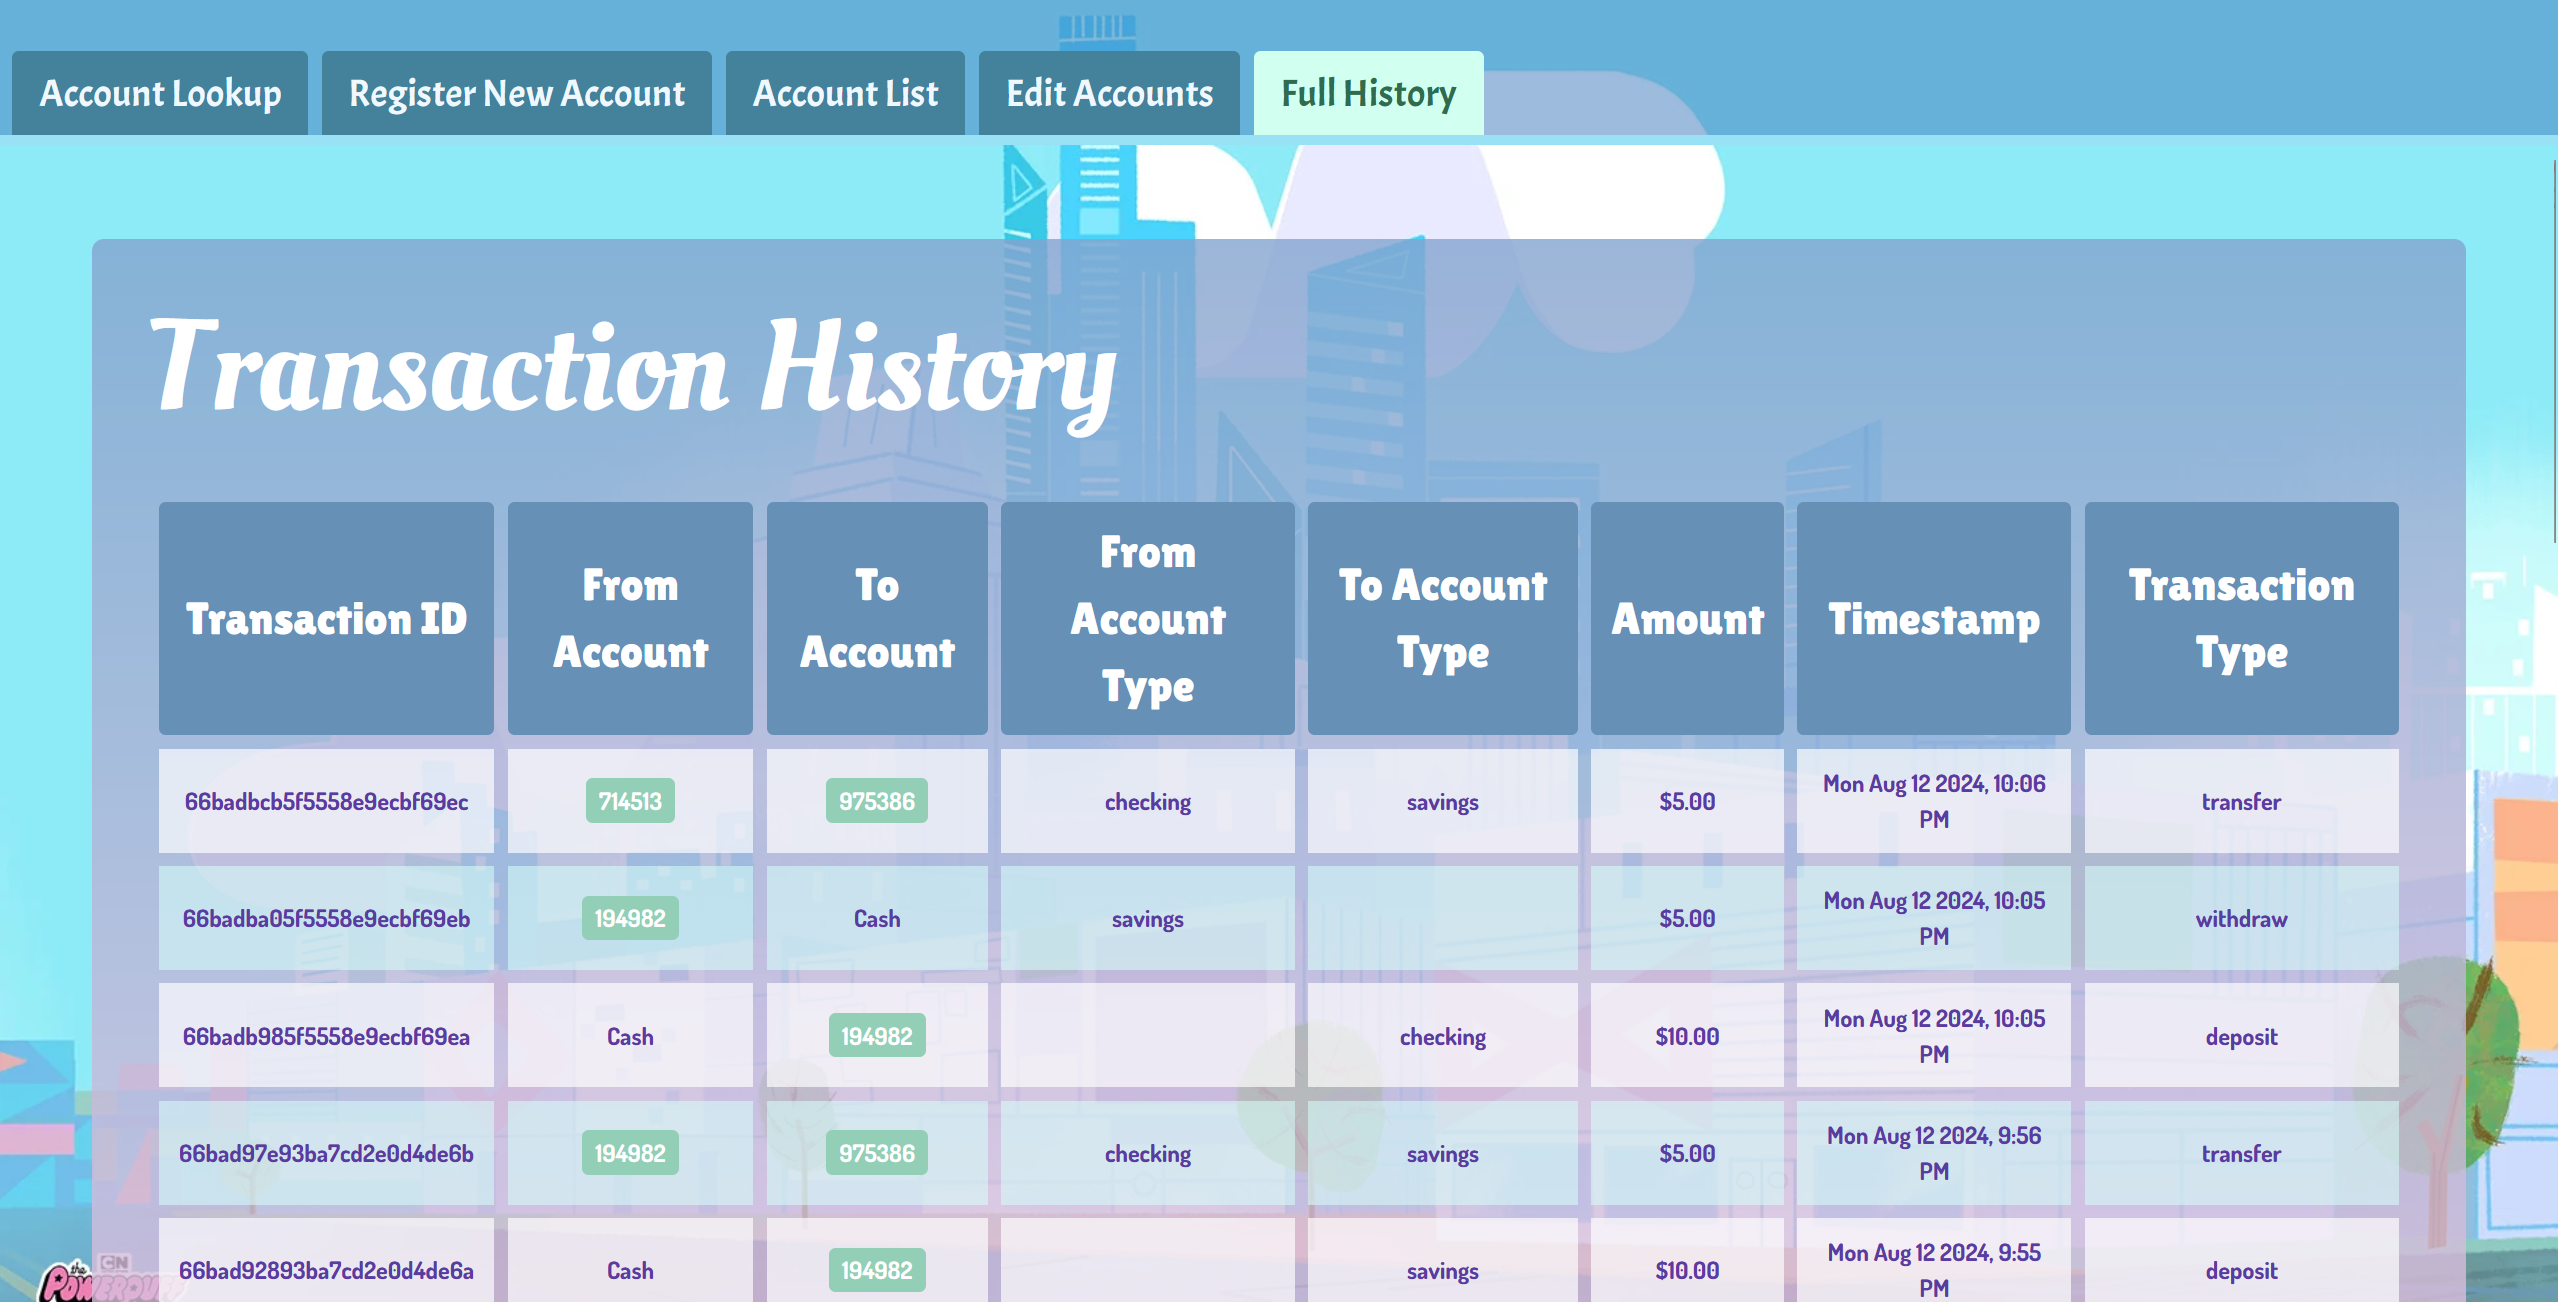 Account Lookup
Register New Account
Account List
Edit Accounts
Full History
Transaction History
Transaction ID
From
Account
To
Account
From
Account
Type
To Account
Type
Amount
Timestamp
Transaction
Type
66badbcb5f5558e9ecbf69ec
714513
975386
checking
savings
$5.00
Mon Aug 12 2024, 10:06
PM
transfer
66badba05f5558e9ecbf69eb
194982
Cash
savings
$5.00
Mon Aug 12 2024, 10:05
PM
withdraw
66badb985f5558e9ecbf69ea
Cash
194982
checking
$10.00
Mon Aug 12 2024, 10:05
PM
deposit
66bad97e93ba7cd2e0d4de6b
194982
975386
checking
savings
$5.00
Mon Aug 12 2024, 9:56
PM
transfer
66bad92893ba7cd2e0d4de6a
Cash
194982
savings
$10.00
Mon Aug 12 2024, 9:55
PM
deposit
CN
the
POWERPUFF